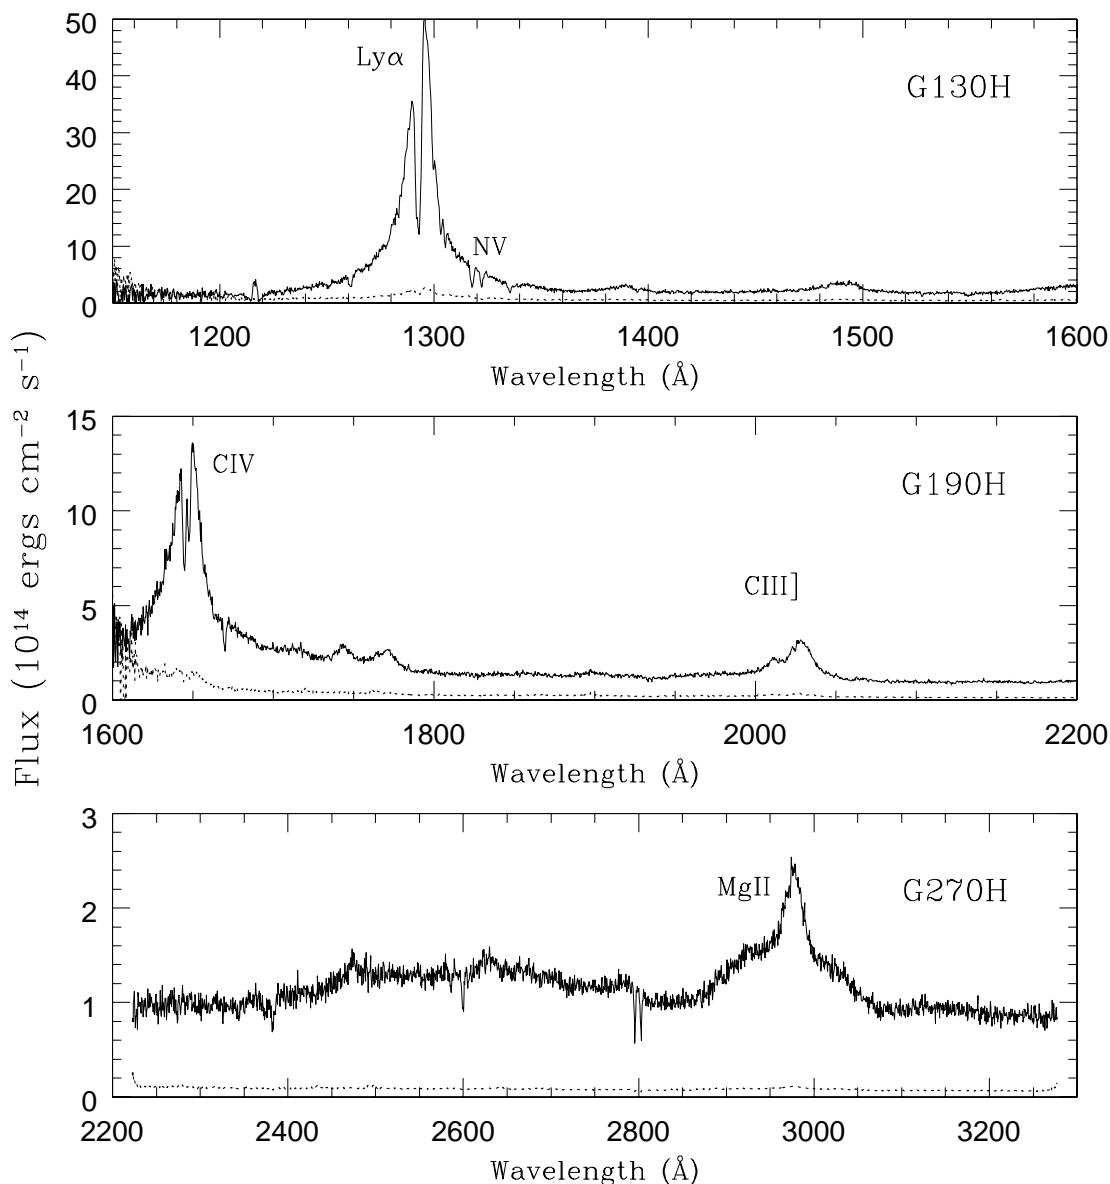 Flux (10¹⁴ ergs cm⁻² s⁻¹)
50
40
30
20
10
0
Lyα
NV
G130H
1200 1300 1400 1500 1600
Wavelength (Å)
15
10
5
0
CIV
CIII]
G190H
1600 1800 2000 2200
Wavelength (Å)
3
2
1
0
MgII
G270H
2200 2400 2600 2800 3000 3200
Wavelength (Å)